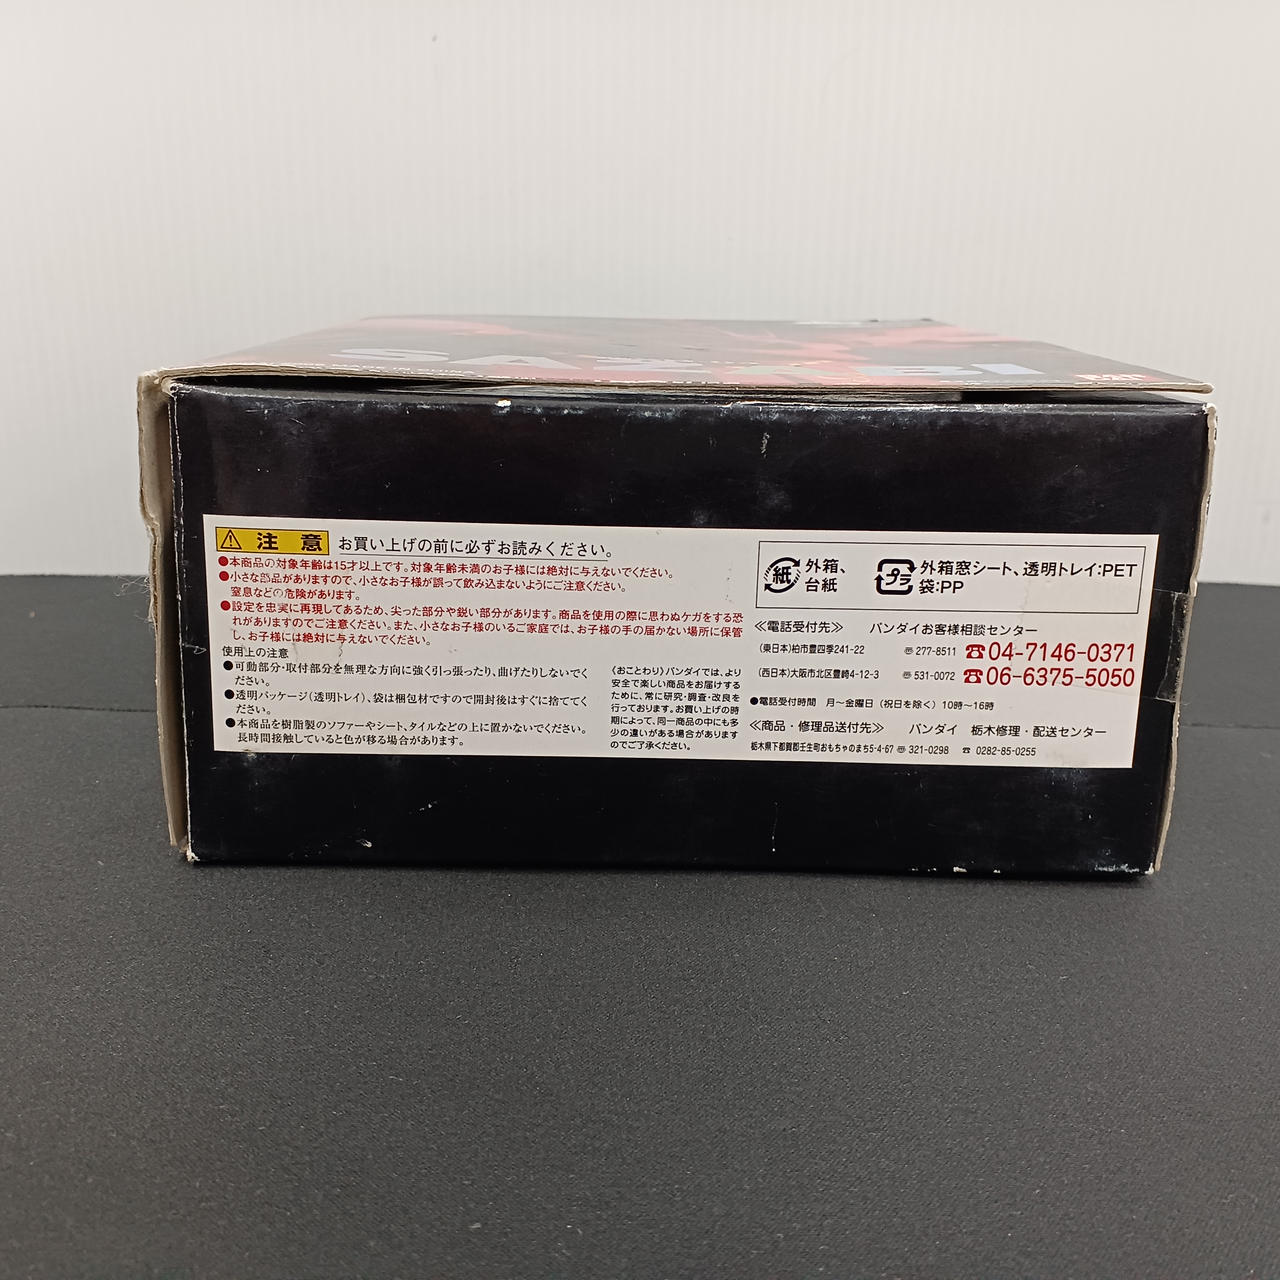 SAZABI
MADE IN CHINA
注意 お買い上げの前に必ずお読みください。
●本商品の対象年齢は15才以上です。対象年齢未満のお子様には絶対に与えないでください。
●小さな部品がありますので、小さなお子様が誤って飲み込まないようにご注意ください。
窒息などの危険があります。
●設定を忠実に再現してあるため、尖った部分や鋭い部分があります。商品を使用の際に思わぬケガをする恐
れがありますのでご注意ください。また、小さなお子様のいるご家庭では、お子様の手の届かない場所に保管
し、お子様には絶対に与えないでください。
使用上の注意
●可動部分・取付部分を無理な方向に強く引っ張ったり、曲げたりしないでく
ださい。
●透明パッケージ(透明トレイ)、袋は梱包材ですので開封後はすぐに捨ててく
ださい。
●本商品を樹脂製のソファーやシート、タイルなどの上に置かないでください。
長時間接触していると色が移る場合があります。
《おことわり》バンダイでは、より
安全で楽しい商品をお届けする
ために、常に研究・調査・改良を
行っております。お買い上げの時
期によって、同一商品の中にも多
少の違いがある場合があります
のでご了承ください。
紙 外箱、
台紙
プラ 外箱窓シート、透明トレイ:PET
袋:PP
≪電話受付先≫ バンダイお客様相談センター
(東日本)柏市豊四季241-22 〠277-8511 ☎04-7146-0371
(西日本)大阪市北区豊崎4-12-3 〠531-0072 ☎06-6375-5050
●電話受付時間 月～金曜日(祝日を除く)10時～16時
≪商品・修理品送付先≫ バンダイ 栃木修理・配送センター
栃木県下都賀郡壬生町おもちゃのまち5-4-67 〠321-0298 ☎ 0282-85-0255